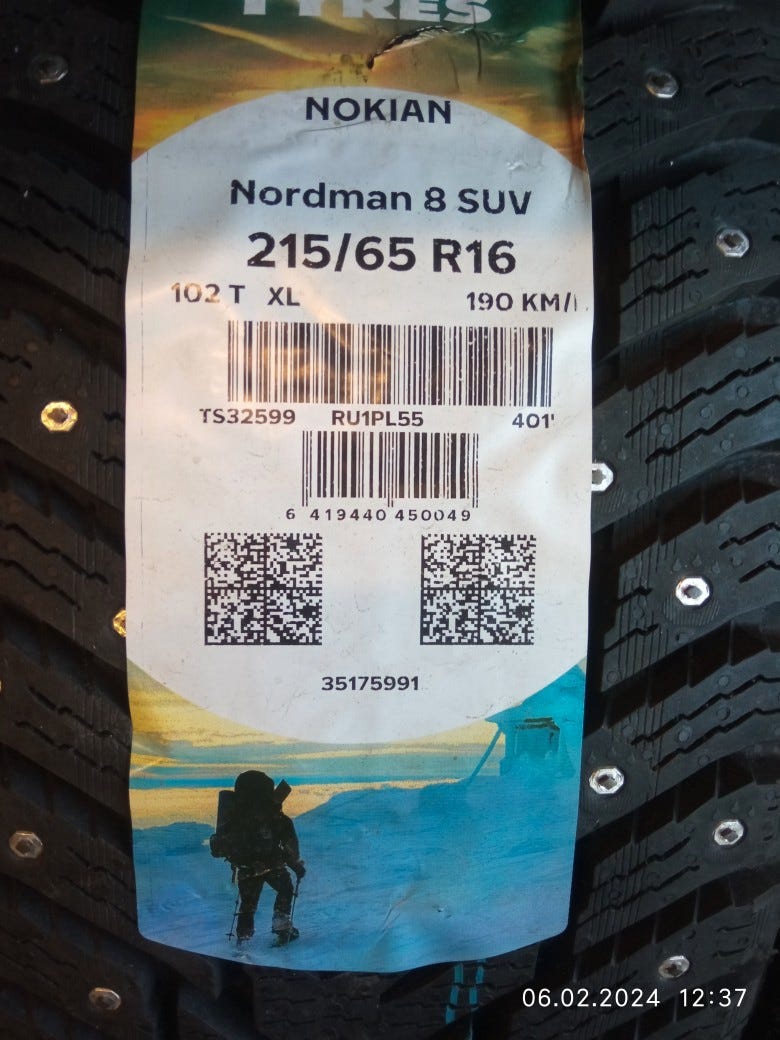 TYRES
NOKIAN
Nordman 8 SUV
215/65 R16
102 T XL 190 KM/
TS32599 RU1PL55 401'
6 419440 450049
35175991
06.02.2024 12:37